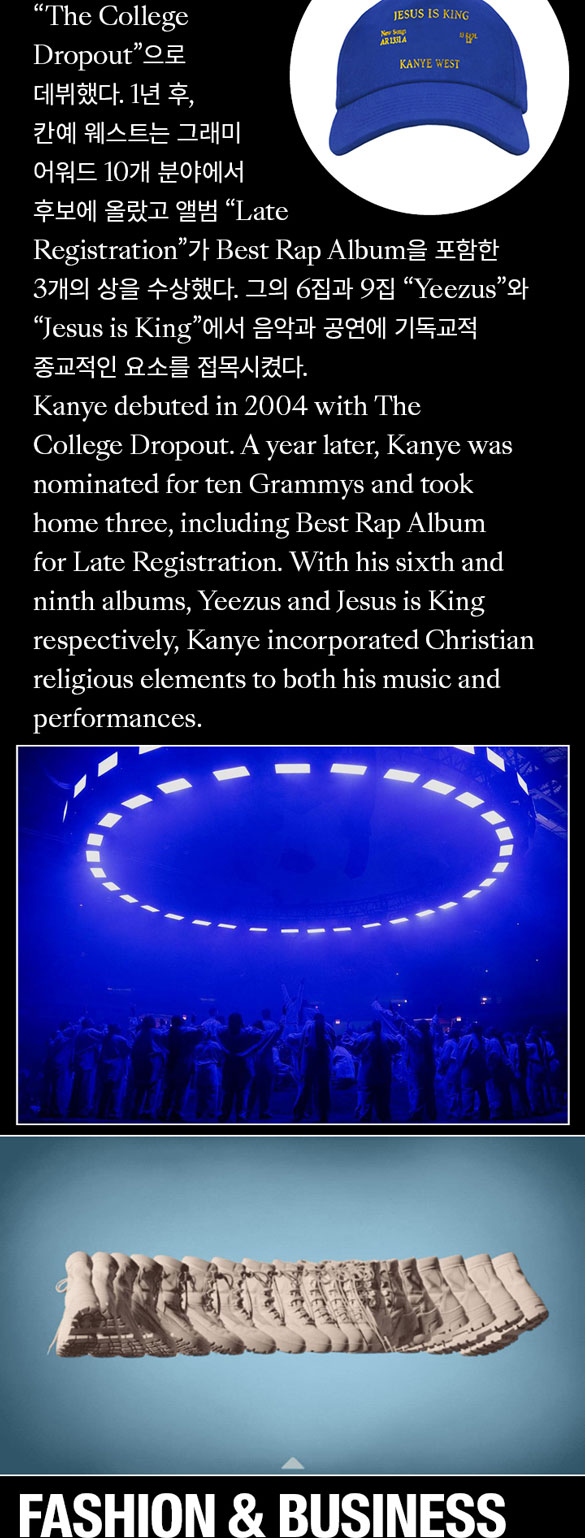 “The College
Dropout”으로
데뷔했다. 1년 후,
칸예 웨스트는 그래미
어워드 10개 분야에서
후보에 올랐고 앨범 “Late
Registration”가 Best Rap Album을 포함한
3개의 상을 수상했다. 그의 6집과 9집 “Yeezus”와
“Jesus is King”에서 음악과 공연에 기독교적
종교적인 요소를 접목시켰다.
JESUS IS KING
New Songs
AR 1331 A
KANYE WEST
Kanye debuted in 2004 with The
College Dropout. A year later, Kanye was
nominated for ten Grammys and took
home three, including Best Rap Album
for Late Registration. With his sixth and
ninth albums, Yeezus and Jesus is King
respectively, Kanye incorporated Christian
religious elements to both his music and
performances.
FASHION & BUSINESS